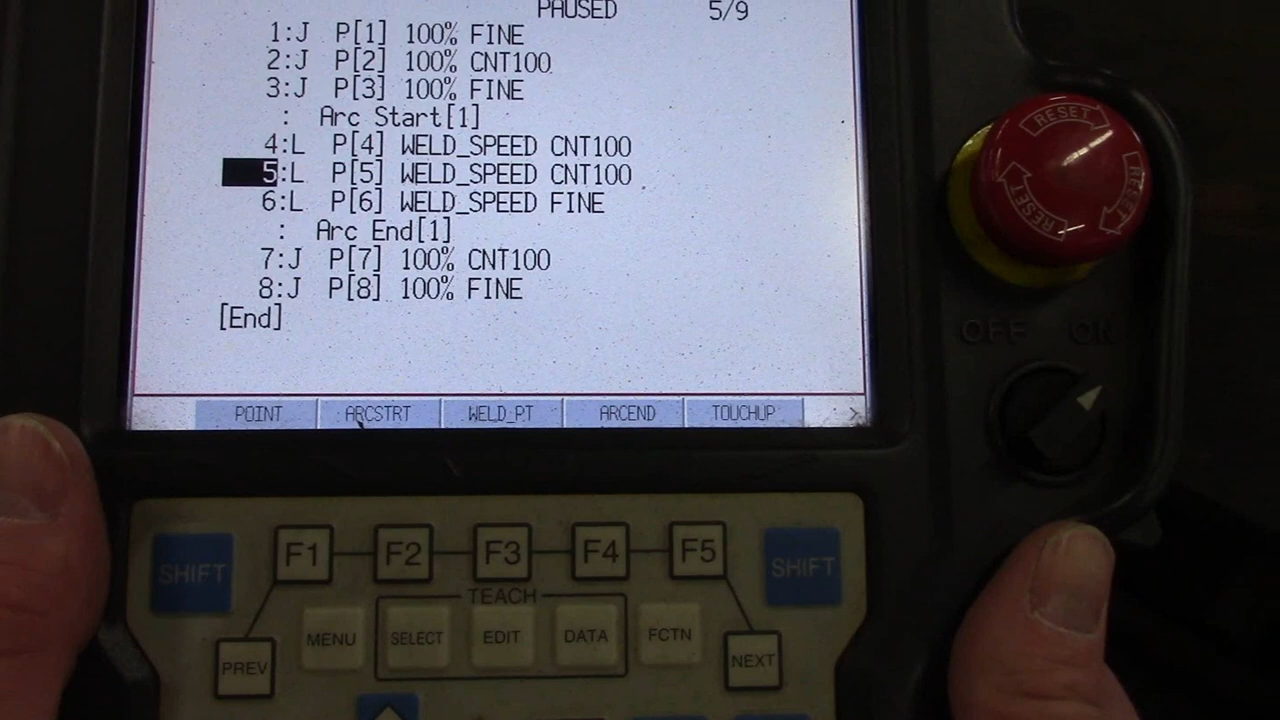 PAUSED 5/9
1:J P[1] 100% FINE
2:J P[2] 100% CNT100
3:J P[3] 100% FINE
: Arc Start[1]
4:L P[4] WELD_SPEED CNT100
5:L P[5] WELD_SPEED CNT100
6:L P[6] WELD_SPEED FINE
: Arc End[1]
7:J P[7] 100% CNT100
8:J P[8] 100% FINE
[End]
POINT ARCSTRT WELD_PT ARCEND TOUCHUP >
RESET
RESET
RESET
OFF ON
SHIFT F1 F2 F3 F4 F5 SHIFT
TEACH
PREV MENU SELECT EDIT DATA FCTN NEXT